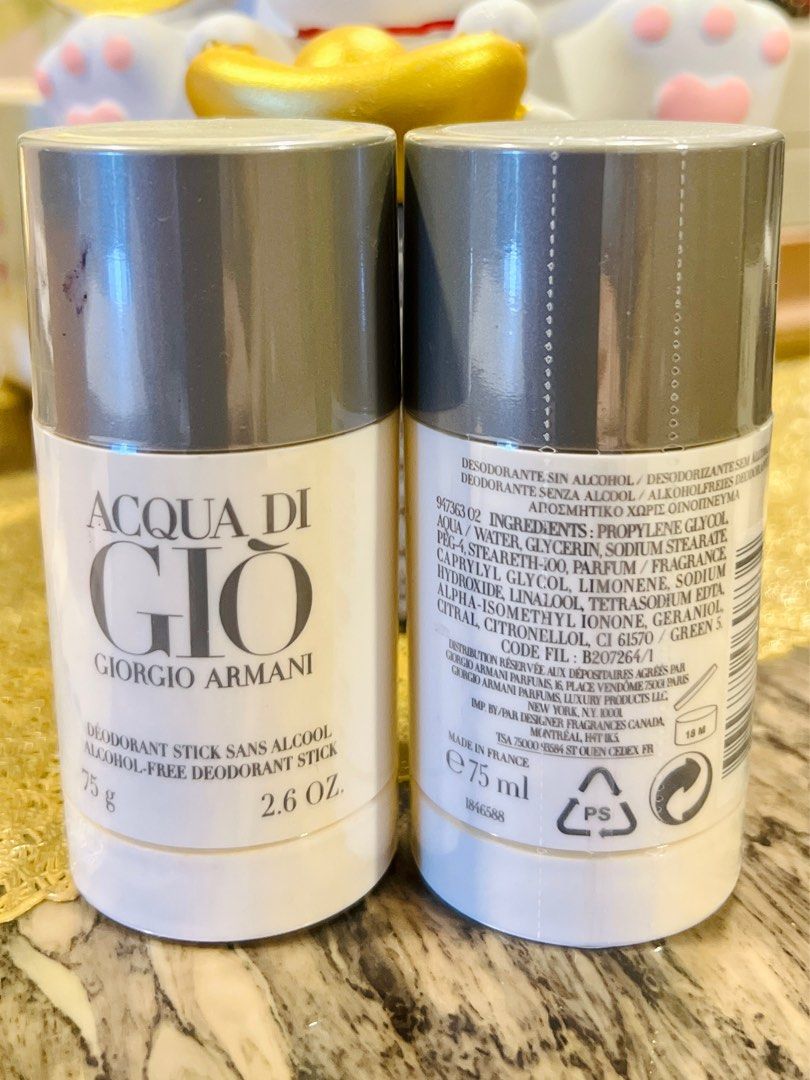 ACQUA DI
GIÒ
GIORGIO ARMANI
DÉODORANT STICK SANS ALCOOL
ALCOHOL-FREE DEODORANT STICK
75 g
2.6 OZ.
DESODORANTE SIN ALCOHOL / DESODORIZANTE SEM
DEODORANTE SENZA ALCOOL / ALKOHOLFREIES
ΑΠΟΣΜΗΤΙΚΟ ΧΩΡΙΣ ΟΙΝΟΠΝΕΥΜΑ
947363 02 INGREDIENTS : PROPYLENE GLYCOL,
AQUA / WATER, GLYCERIN, SODIUM STEARATE,
PEG-4, STEARETH-100, PARFUM / FRAGRANCE,
CAPRYLYL GLYCOL, LIMONENE, SODIUM
HYDROXIDE, LINALOOL, TETRASODIUM EDTA,
ALPHA-ISOMETHYL IONONE, GERANIOL,
CITRAL, CITRONELLOL, CI 61570 / GREEN 5.
CODE FIL : B207264/1
DISTRIBUTION RÉSERVÉE AUX DÉPOSITAIRES AGRÉÉS PAR
GIORGIO ARMANI PARFUMS, 16, PLACE VENDÔME 75001 PARIS
GIORGIO ARMANI PARFUMS, LUXURY PRODUCTS LLC,
NEW YORK, N.Y. 10001.
IMP. BY/PAR DESIGNER FRAGRANCES CANADA,
MONTRÉAL, H4T 1K5.
TSA 75000 93584 ST OUEN CEDEX FR
18 M
MADE IN FRANCE
e 75 ml
1846588
PS